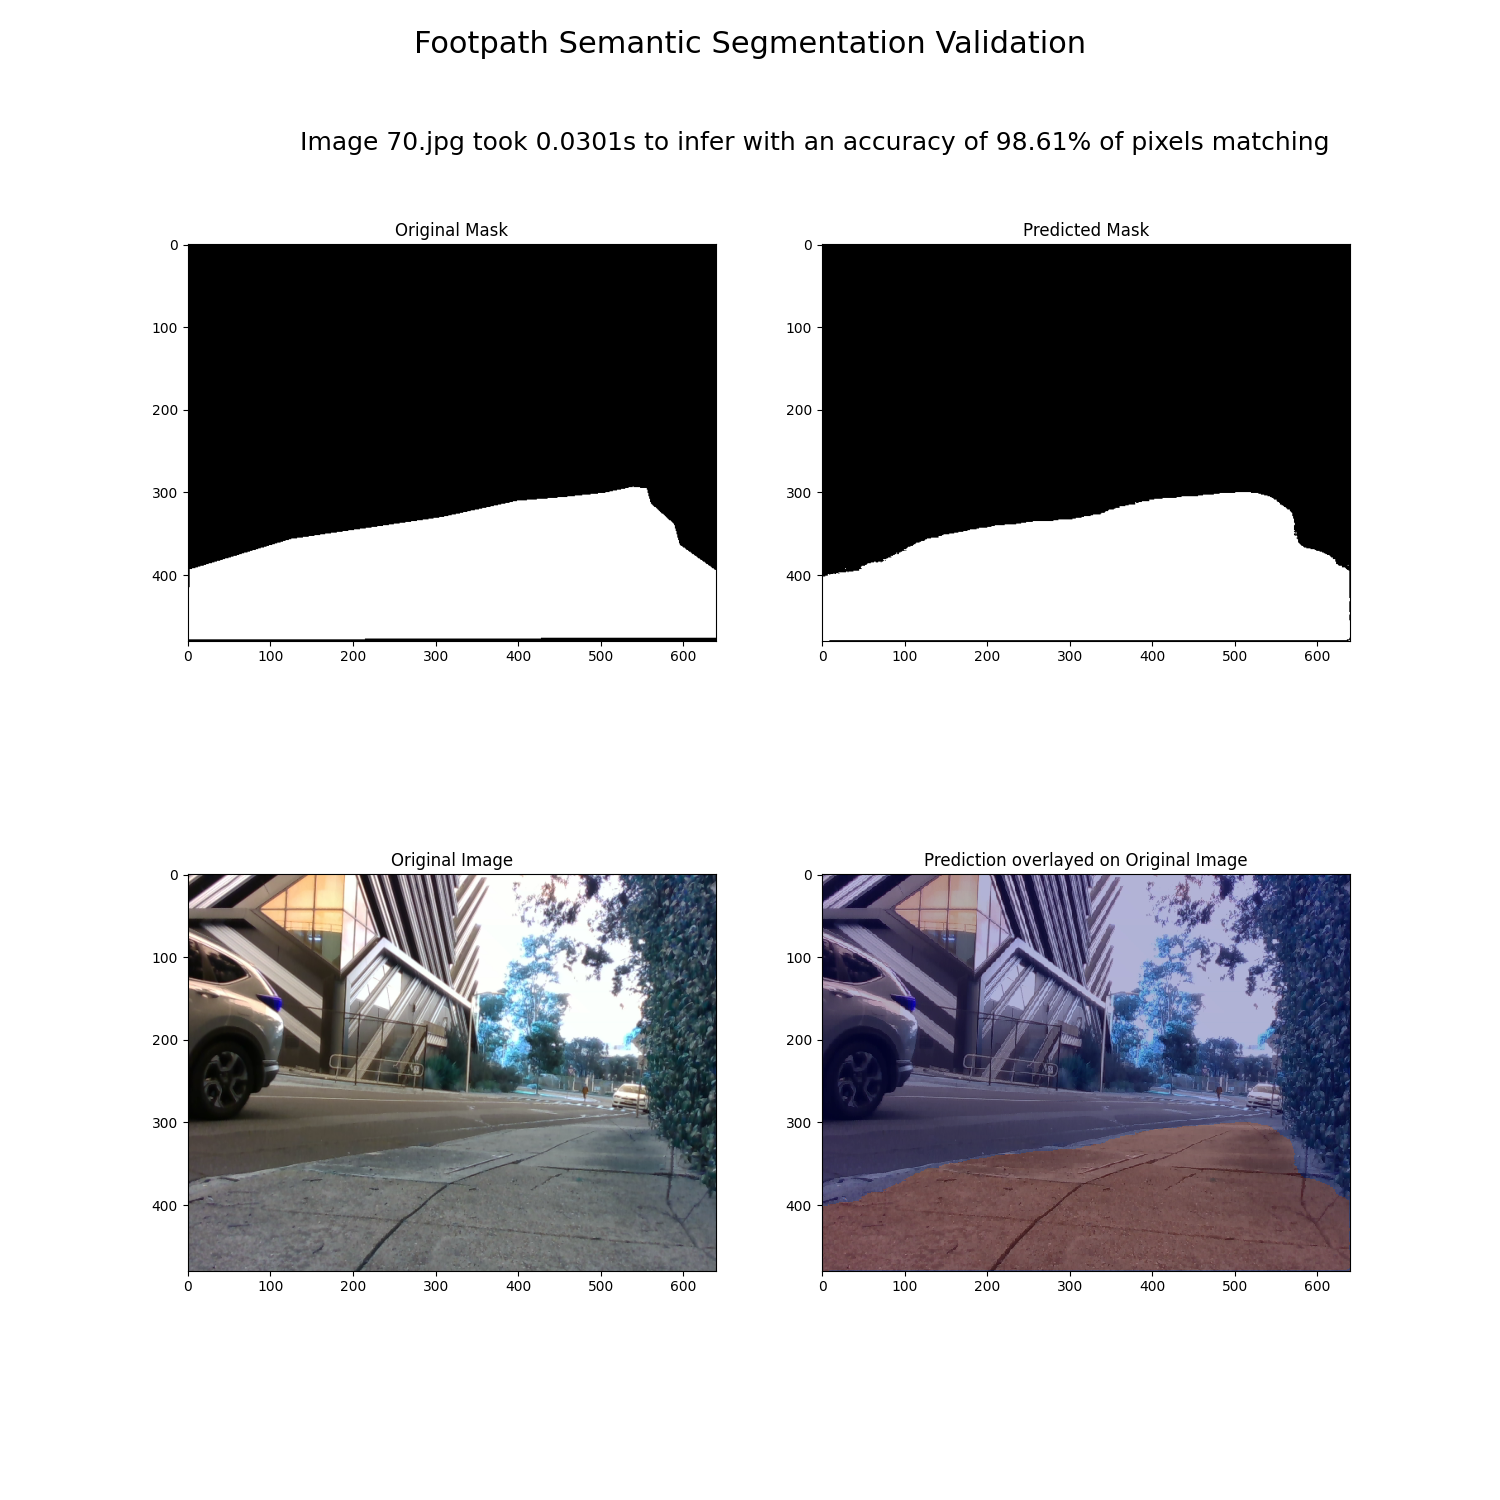 Footpath Semantic Segmentation Validation
Image 70.jpg took 0.0301s to infer with an accuracy of 98.61% of pixels matching
Original Mask
0
100
200
300
400
0 100 200 300 400 500 600
Predicted Mask
0
100
200
300
400
0 100 200 300 400 500 600
Original Image
0
100
200
300
400
0 100 200 300 400 500 600
Prediction overlayed on Original Image
0
100
200
300
400
0 100 200 300 400 500 600